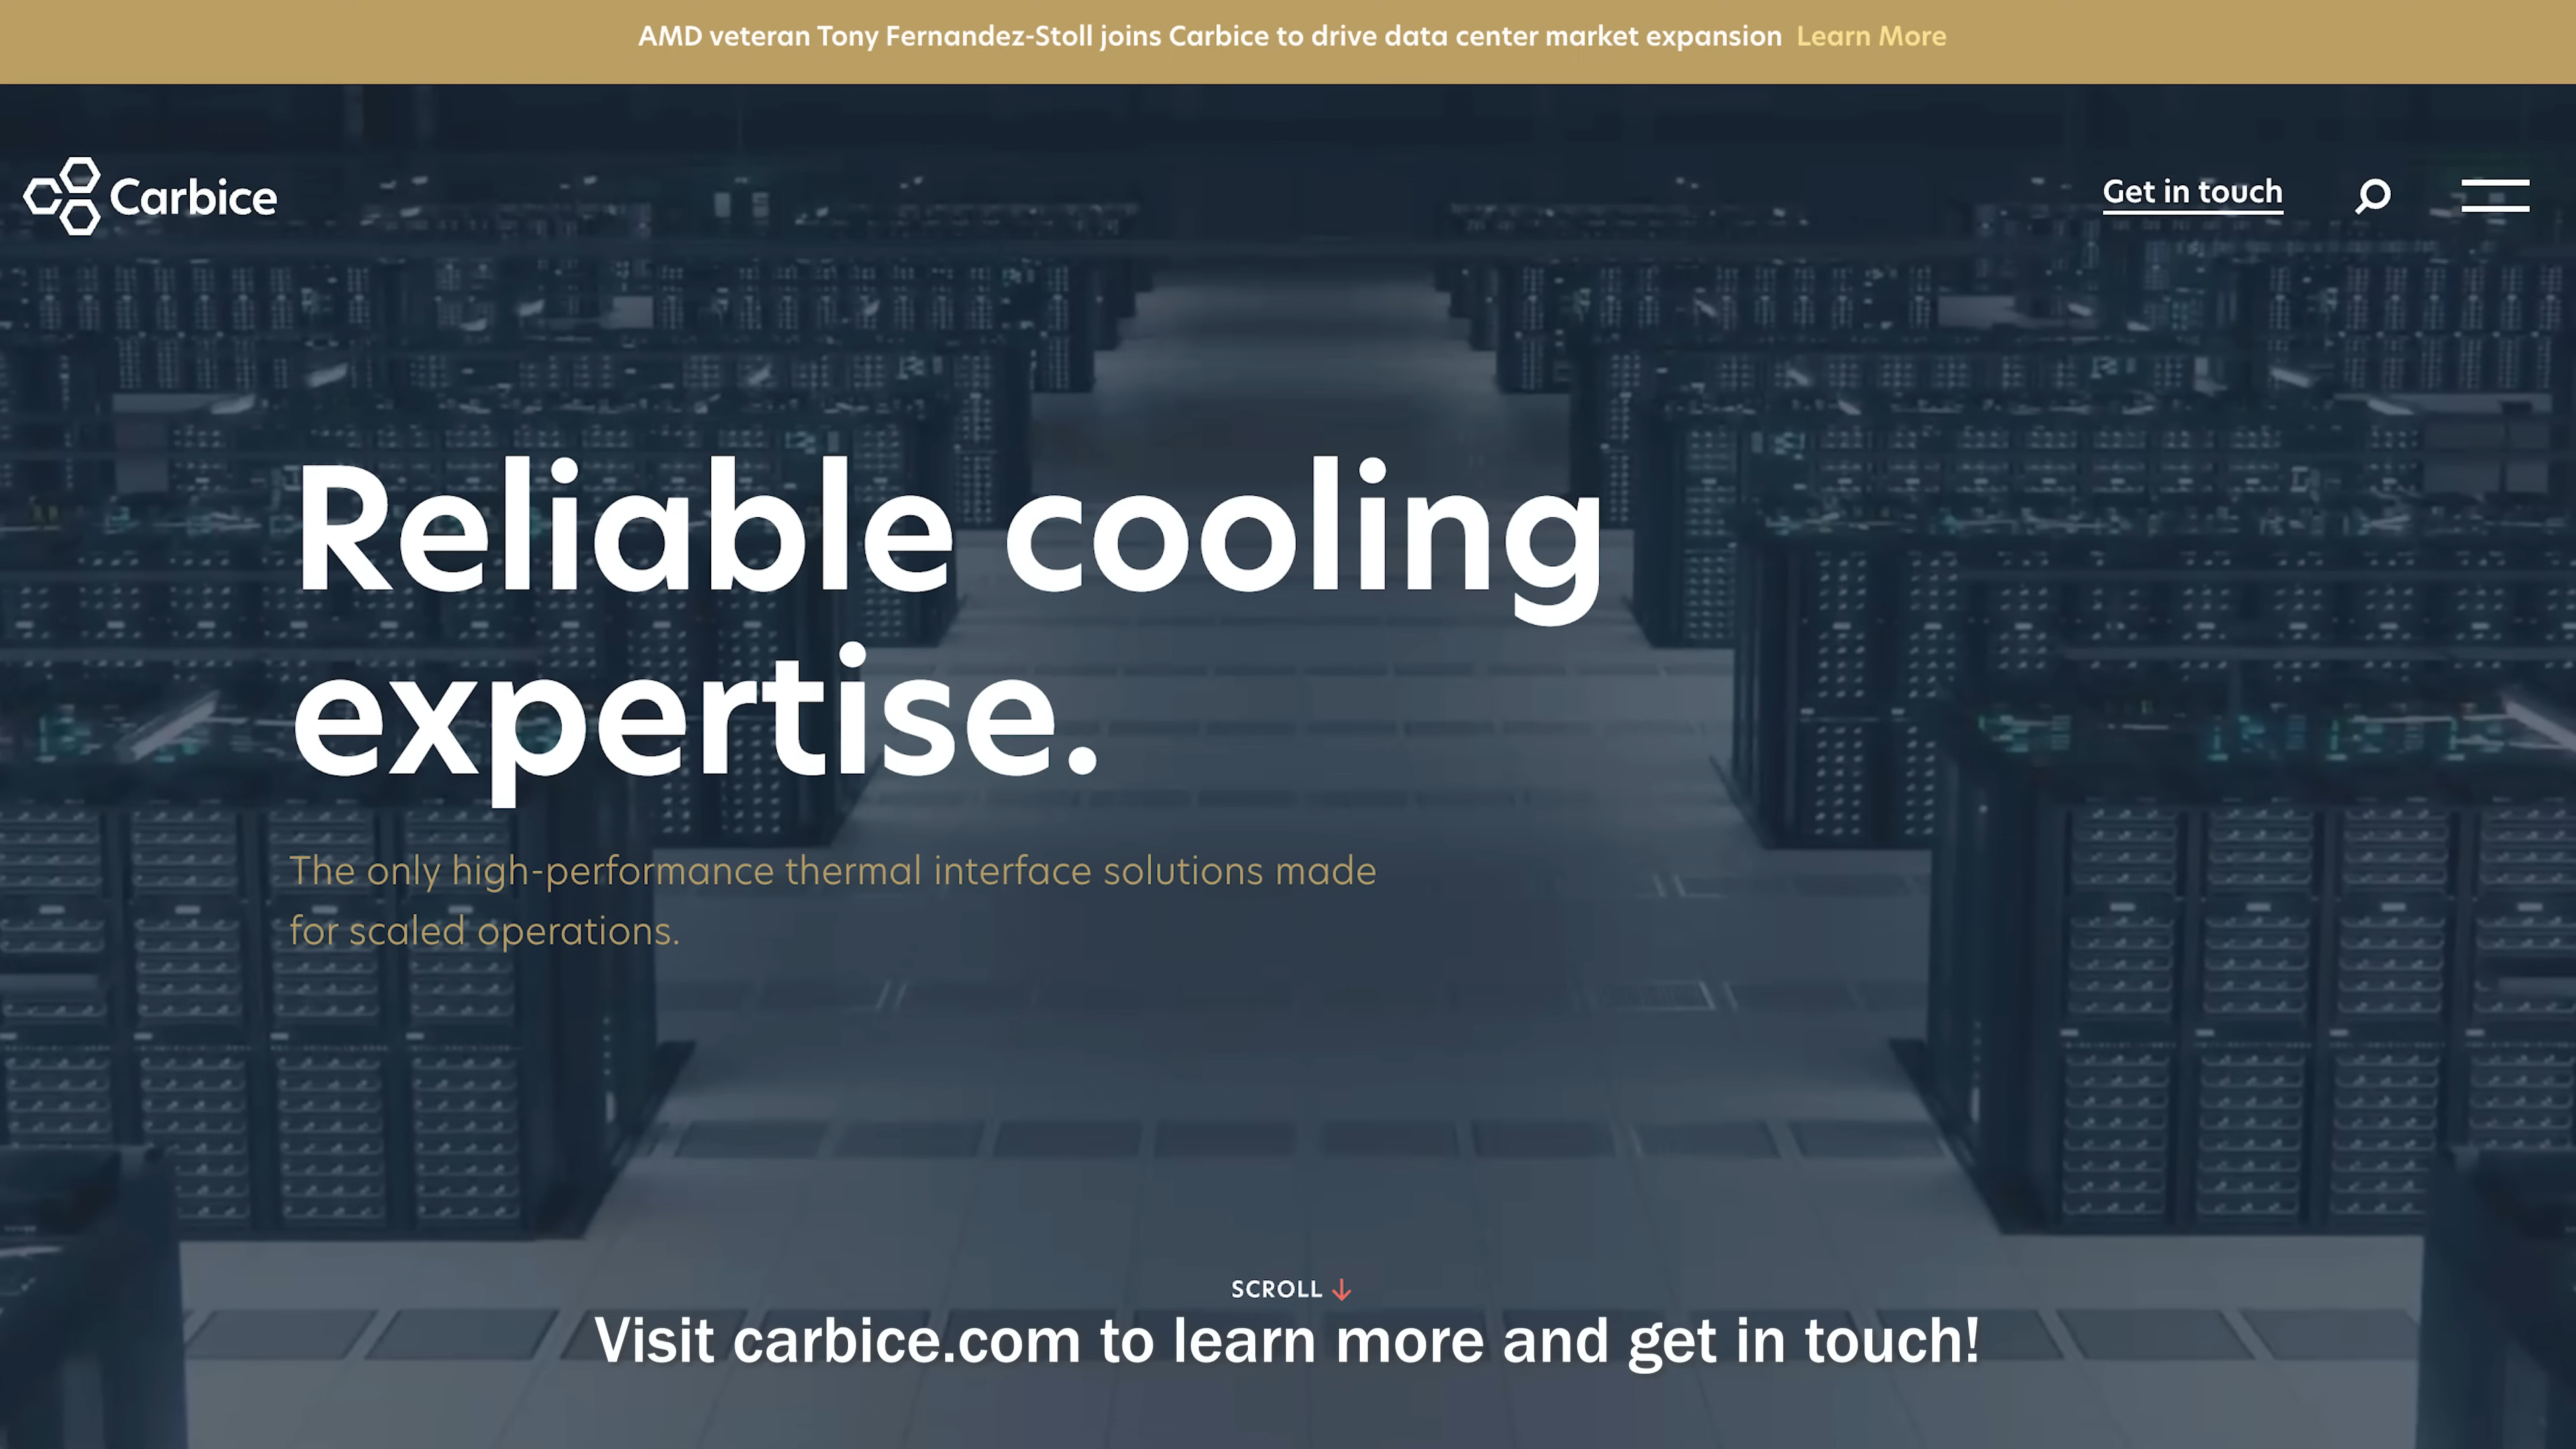 AMD veteran Tony Fernandez-Stoll joins Carbice to drive data center market expansion Learn More
Carbice
Get in touch
Reliable cooling
expertise.
The only high-performance thermal interface solutions made
for scaled operations.
SCROLL
Visit carbice.com to learn more and get in touch!